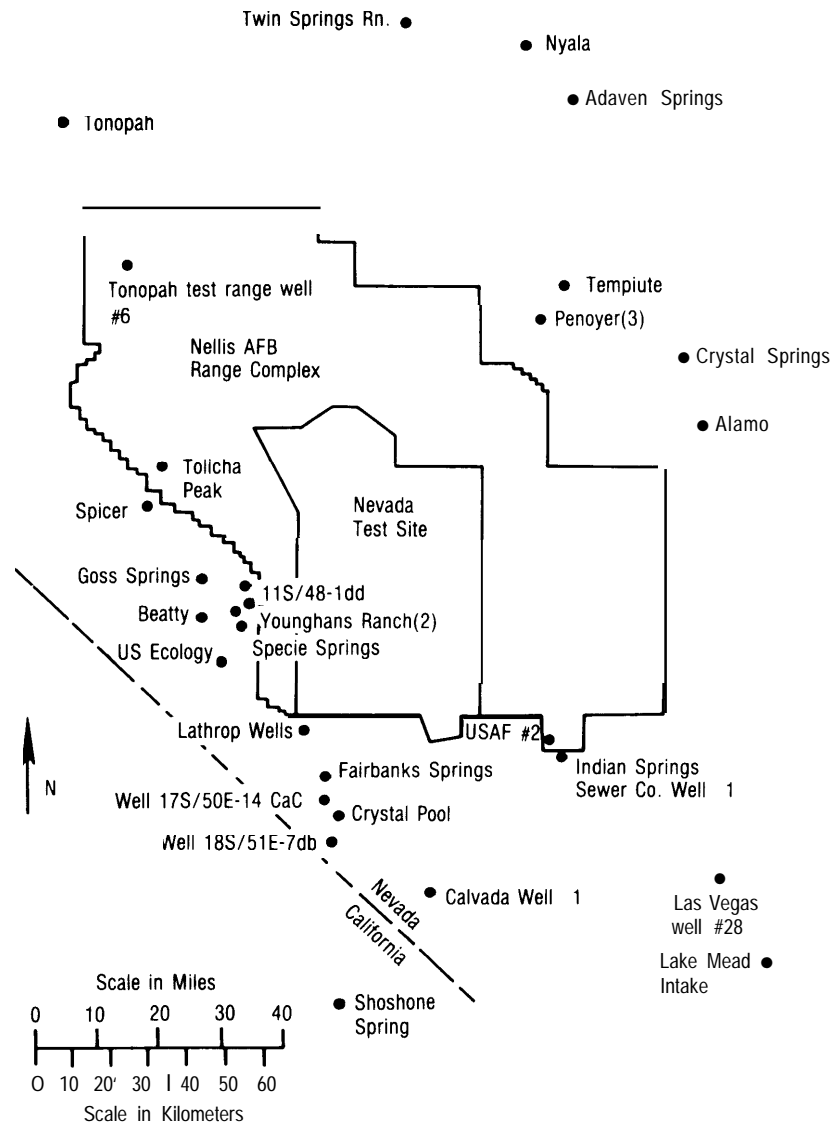 Twin Springs Rn.
Nyala
Adaven Springs
Tonopah
Tonopah test range well
#6
Tempiute
Penoyer(3)
Nellis AFB
Range Complex
Crystal Springs
Alamo
Tolicha
Peak
Spicer
Nevada
Test Site
Goss Springs
11S/48-1dd
Beatty
Younghans Ranch(2)
US Ecology
Specie Springs
Lathrop Wells
USAF #2
Indian Springs
Sewer Co. Well 1
N
Fairbanks Springs
Well 17S/50E-14 CaC
Crystal Pool
Well 18S/51E-7db
Nevada
California
Calvada Well 1
Las Vegas
well #28
Lake Mead
Intake
Shoshone
Spring
Scale in Miles
0 10 20 30 40
O 10 20' 30 I 40 50 60
Scale in Kilometers